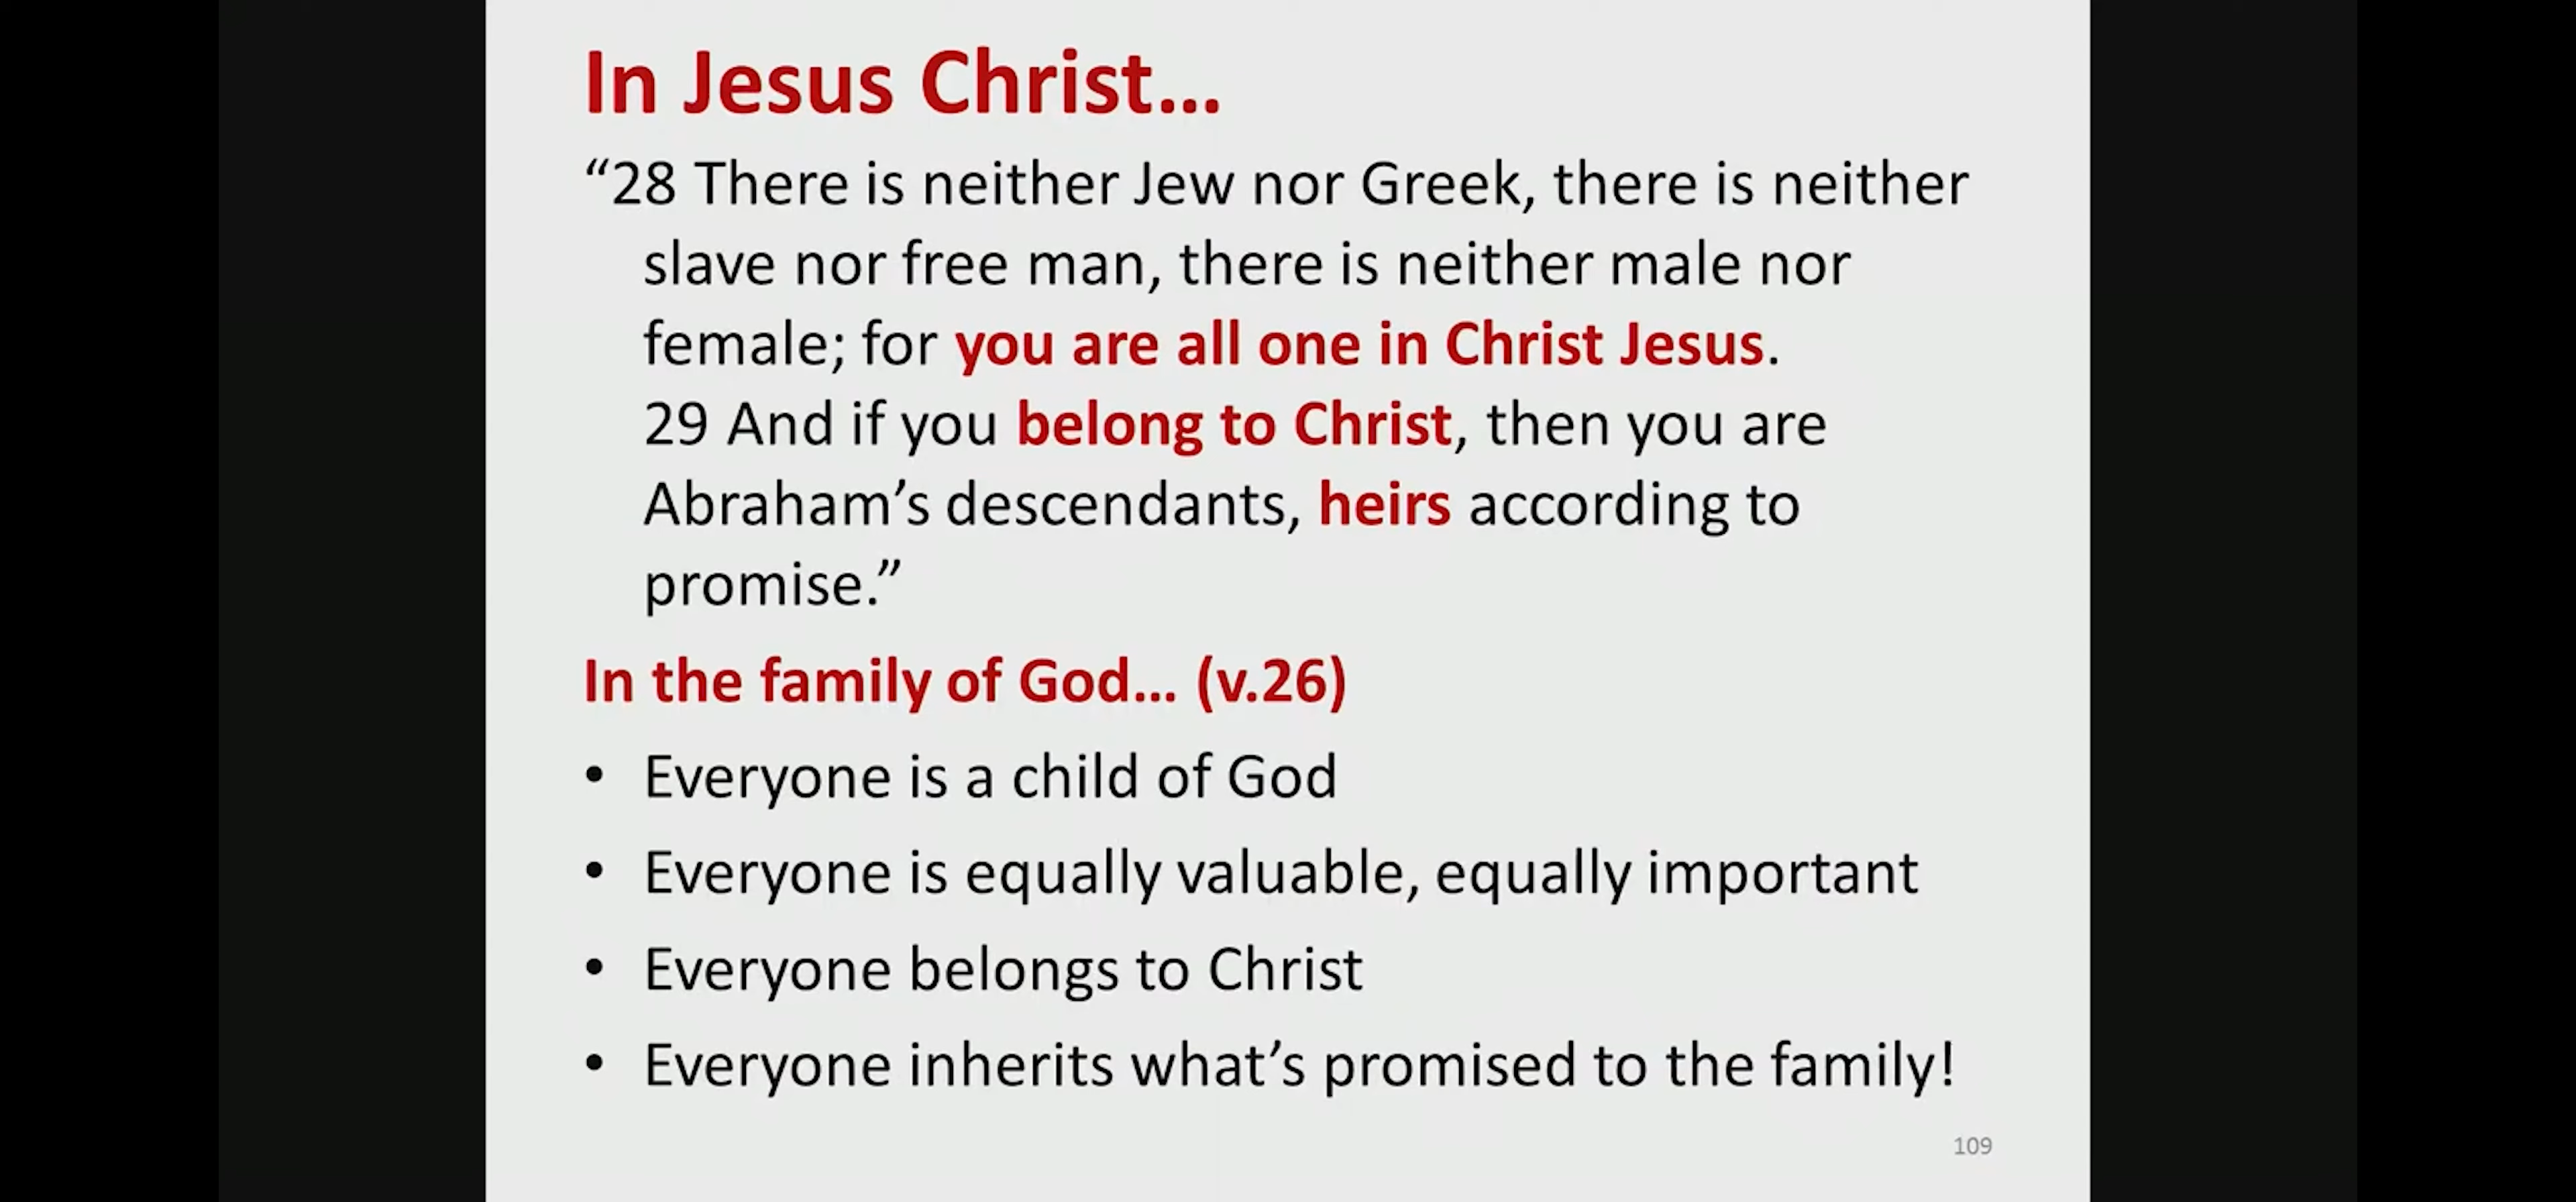 In Jesus Christ...
“28 There is neither Jew nor Greek, there is neither
slave nor free man, there is neither male nor
female; for you are all one in Christ Jesus.
29 And if you belong to Christ, then you are
Abraham’s descendants, heirs according to
promise.”
In the family of God... (v.26)
• Everyone is a child of God
• Everyone is equally valuable, equally important
• Everyone belongs to Christ
• Everyone inherits what’s promised to the family!
109